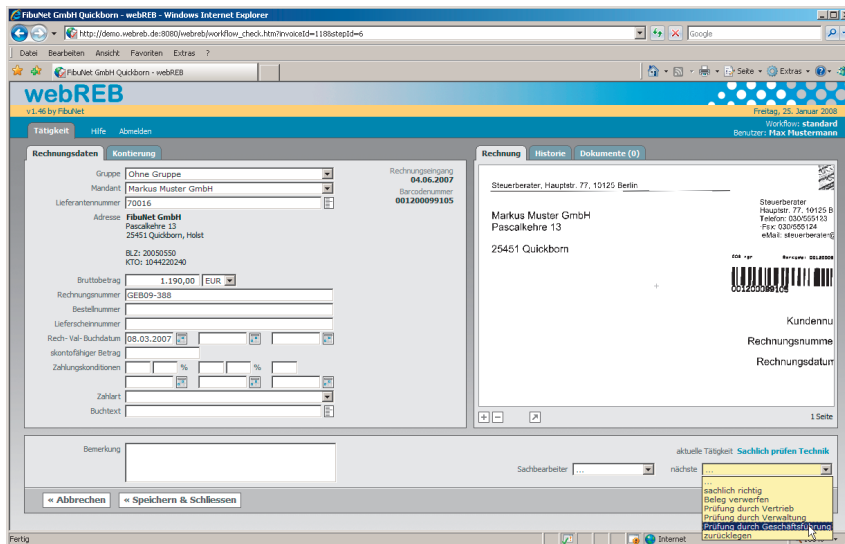 FibuNet GmbH Quickborn - webREB - Windows Internet Explorer
http://demo.webreb.de:8080/webreb/workflow_check.htm?invoiceId=118&stepId=6
Google
Datei Bearbeiten Ansicht Favoriten Extras ?
FibuNet GmbH Quickborn - webREB
Seite Extras
webREB
v1.46 by FibuNet
Freitag, 25. Januar 2008
Tätigkeit Hilfe Abmelden
Workflow: standard
Benutzer: Max Mustermann
Rechnungsdaten Kontierung
Gruppe Ohne Gruppe
Mandant Markus Muster GmbH
Lieferantennummer 70016
Adresse FibuNet GmbH
Pascalkehre 13
25451 Quickborn, Holst
BLZ: 20050550
KTO: 1044220240
Rechnungseingang
04.06.2007
Barcodenummer
001200099105
Bruttobetrag 1.190,00 EUR
Rechnungsnummer GEB09-388
Bestellnummer
Lieferscheinnummer
Rech- Val- Buchdatum 08.03.2007
skontofähiger Betrag
Zahlungskonditionen % %
Zahlart
Buchtext
Rechnung Historie Dokumente (0)
Steuerberater, Hauptstr. 77, 10125 Berlin
Markus Muster GmbH
Pascalkehre 13
25451 Quickborn
Steuerberater
Hauptstr. 77, 10125 B
Telefon: 030/555123
Fax: 030/555124
eMail: steuerberater@
001200099105
Kundennu
Rechnungsnumme
Rechnungsdatum
1 Seite
Bemerkung
aktuelle Tätigkeit Sachlich prüfen Technik
Sachbearbeiter ... nächste ...
...
sachlich richtig
Beleg verwerfen
Prüfung durch Vertrieb
Prüfung durch Verwaltung
Prüfung durch Geschäftsführung
zurücklegen
« Abbrechen « Speichern & Schliessen
Fertig
Internet